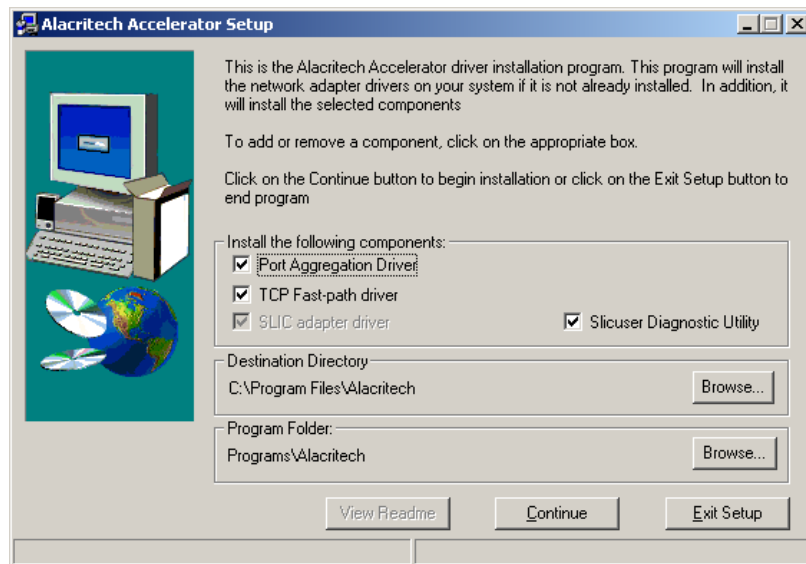 Alacritech Accelerator Setup
This is the Alacritech Accelerator driver installation program. This program will install
the network adapter drivers on your system if it is not already installed.  In addition, it
will install the selected components
To add or remove a component, click on the appropriate box.
Click on the Continue button to begin installation or click on the Exit Setup button to
end program
Install the following components:
Port Aggregation Driver
TCP Fast-path driver
SLIC adapter driver
Slicuser Diagnostic Utility
Destination Directory
C:\Program Files\Alacritech
Browse...
Program Folder:
Programs\Alacritech
Browse...
View Readme
Continue
Exit Setup